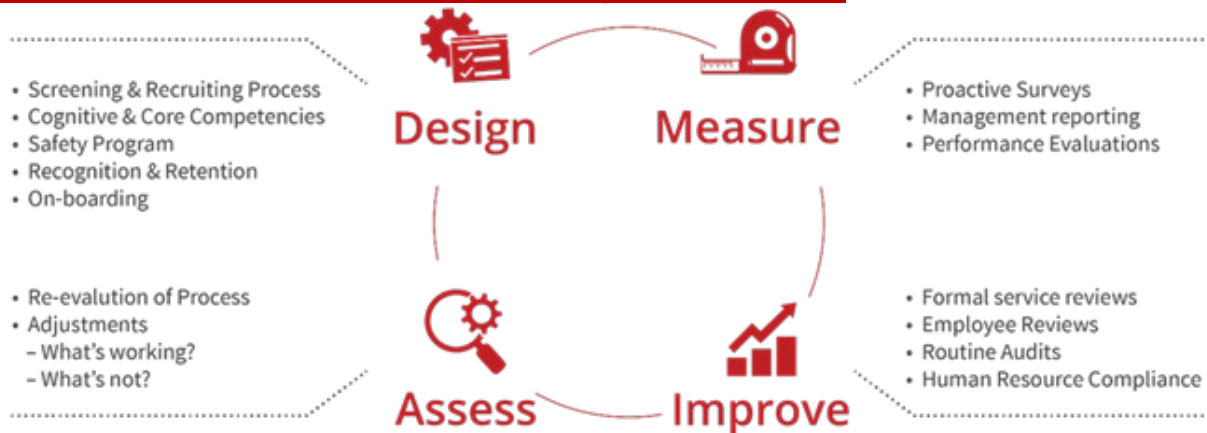 Design
• Screening & Recruiting Process
• Cognitive & Core Competencies
• Safety Program
• Recognition & Retention
• On-boarding
Measure
• Proactive Surveys
• Management reporting
• Performance Evaluations
Assess
• Re-evalution of Process
• Adjustments
– What's working?
– What's not?
Improve
• Formal service reviews
• Employee Reviews
• Routine Audits
• Human Resource Compliance